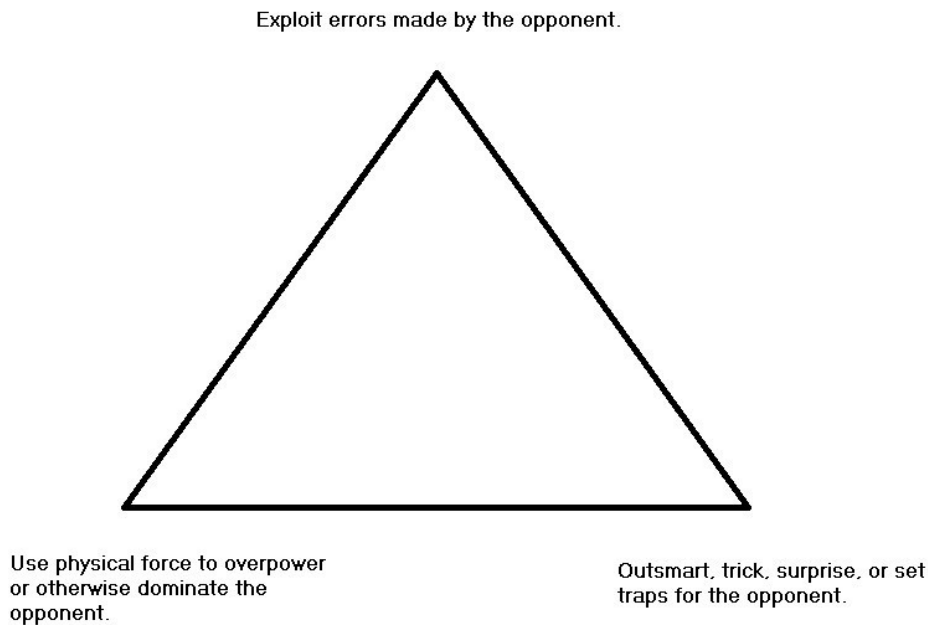 Exploit errors made by the opponent.
Use physical force to overpower
or otherwise dominate the
opponent.
Outsmart, trick, surprise, or set
traps for the opponent.